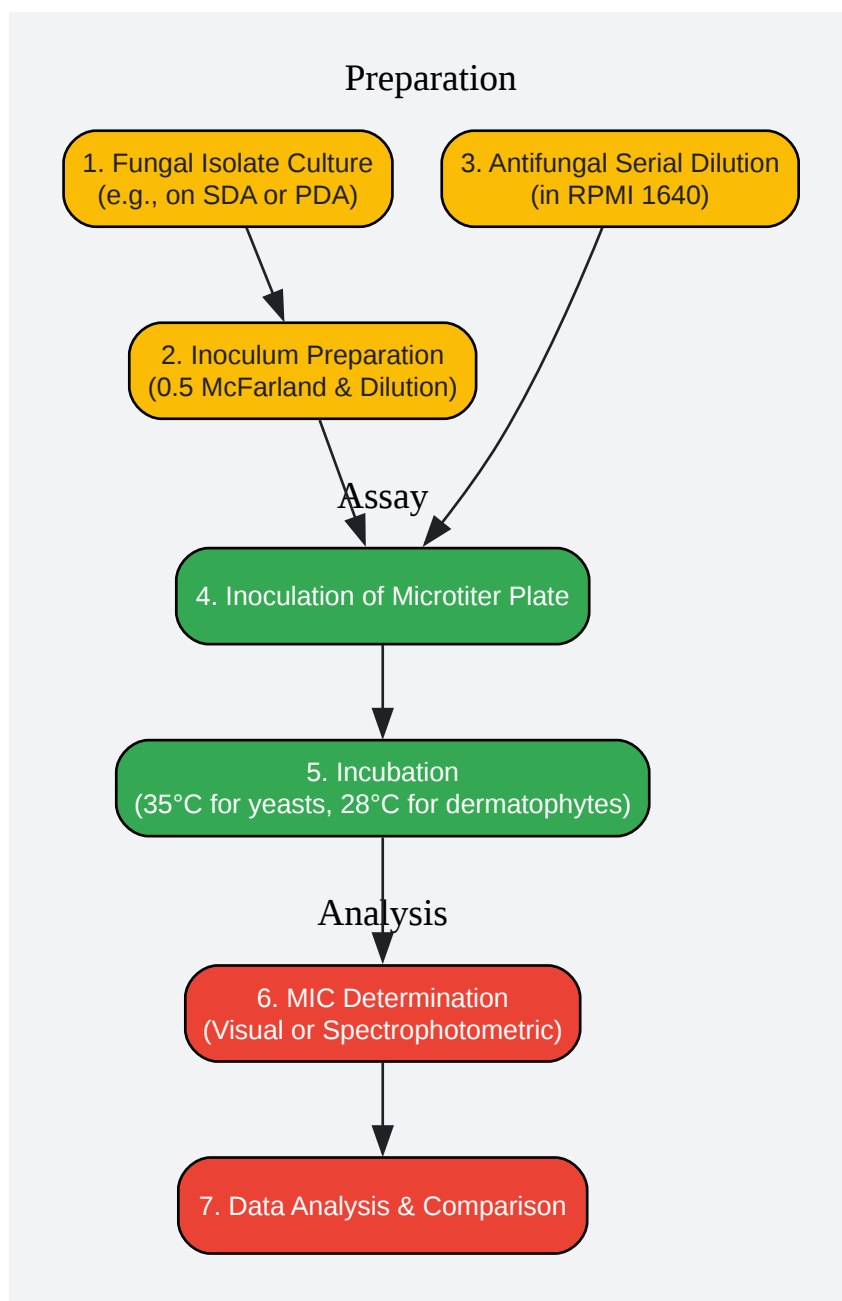 Preparation
1. Fungal Isolate Culture
(e.g., on SDA or PDA)
3. Antifungal Serial Dilution
(in RPMI 1640)
2. Inoculum Preparation
(0.5 McFarland & Dilution)
Assay
4. Inoculation of Microtiter Plate
5. Incubation
(35°C for yeasts, 28°C for dermatophytes)
Analysis
6. MIC Determination
(Visual or Spectrophotometric)
7. Data Analysis & Comparison